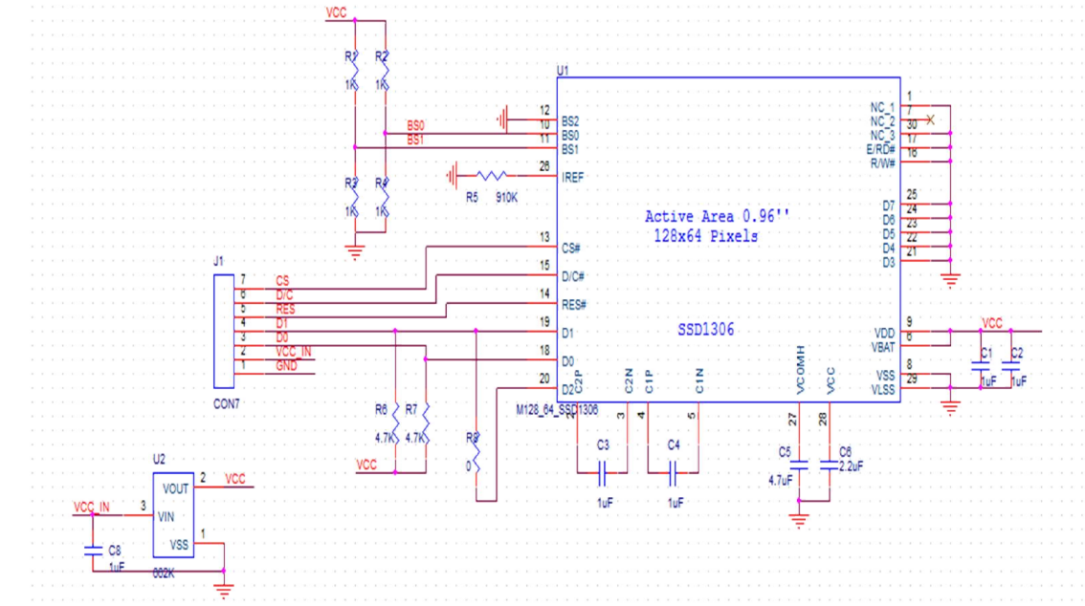 VCC
R1 R2
1K 1K
U1
12 BS2
10 BS0
11 BS1
BS0
BS1
R3 R4
1K 1K
26 IREF
R5 910K
Active Area 0.96''
128x64 Pixels
SSD1306
13 CS#
15 D/C#
14 RES#
19 D1
18 D0
20 D2
NC_1 1
NC_2 7
NC_3 30
E/RD# 17
R/W# 16
D7 25
D6 24
D5 23
D4 22
D3 21
VDD 9
VBAT 6
VSS 8
VLSS 29
VCC
C1 C2
1uF 1uF
J1
7 CS
6 D/C
5 RES
4 D1
3 D0
2 VCC_IN
1 GND
CON7
C2P C2N C1P C1N VCOMH VCC
M128_64_SSD1306
2 3 4 5 27 28
R6 R7
4.7K 4.7K
R8
0
VCC
C3 C4
1uF 1uF
C5 C6
4.7uF 2.2uF
U2
VOUT 2 VCC
VCC_IN 3 VIN
VSS 1
C8
1uF
662K